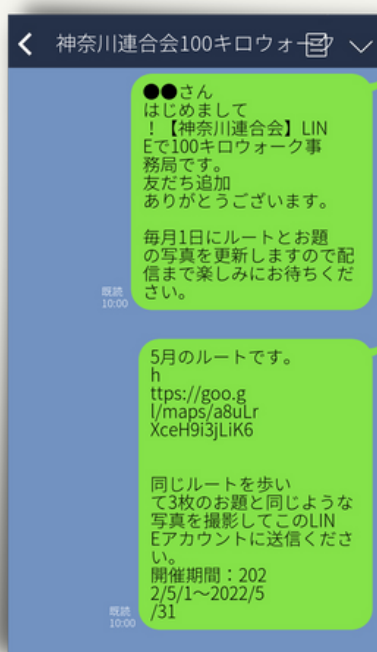 神奈川連合会100キロウォーク
●●さん
はじめまして
！【神奈川連合会】LIN
Eで100キロウォーク事
務局です。
友だち追加
ありがとうございます。
毎月1日にルートとお題
の写真を更新しますので配
信まで楽しみにお待ちくだ
さい。
既読
10:00
5月のルートです。
h
ttps://goo.g
l/maps/a8uLr
XceH9i3jLiK6
同じルートを歩い
て3枚のお題と同じような
写真を撮影してこのLIN
Eアカウントに送信くださ
い。
開催期間：202
2/5/1～2022/5
/31
既読
10:00